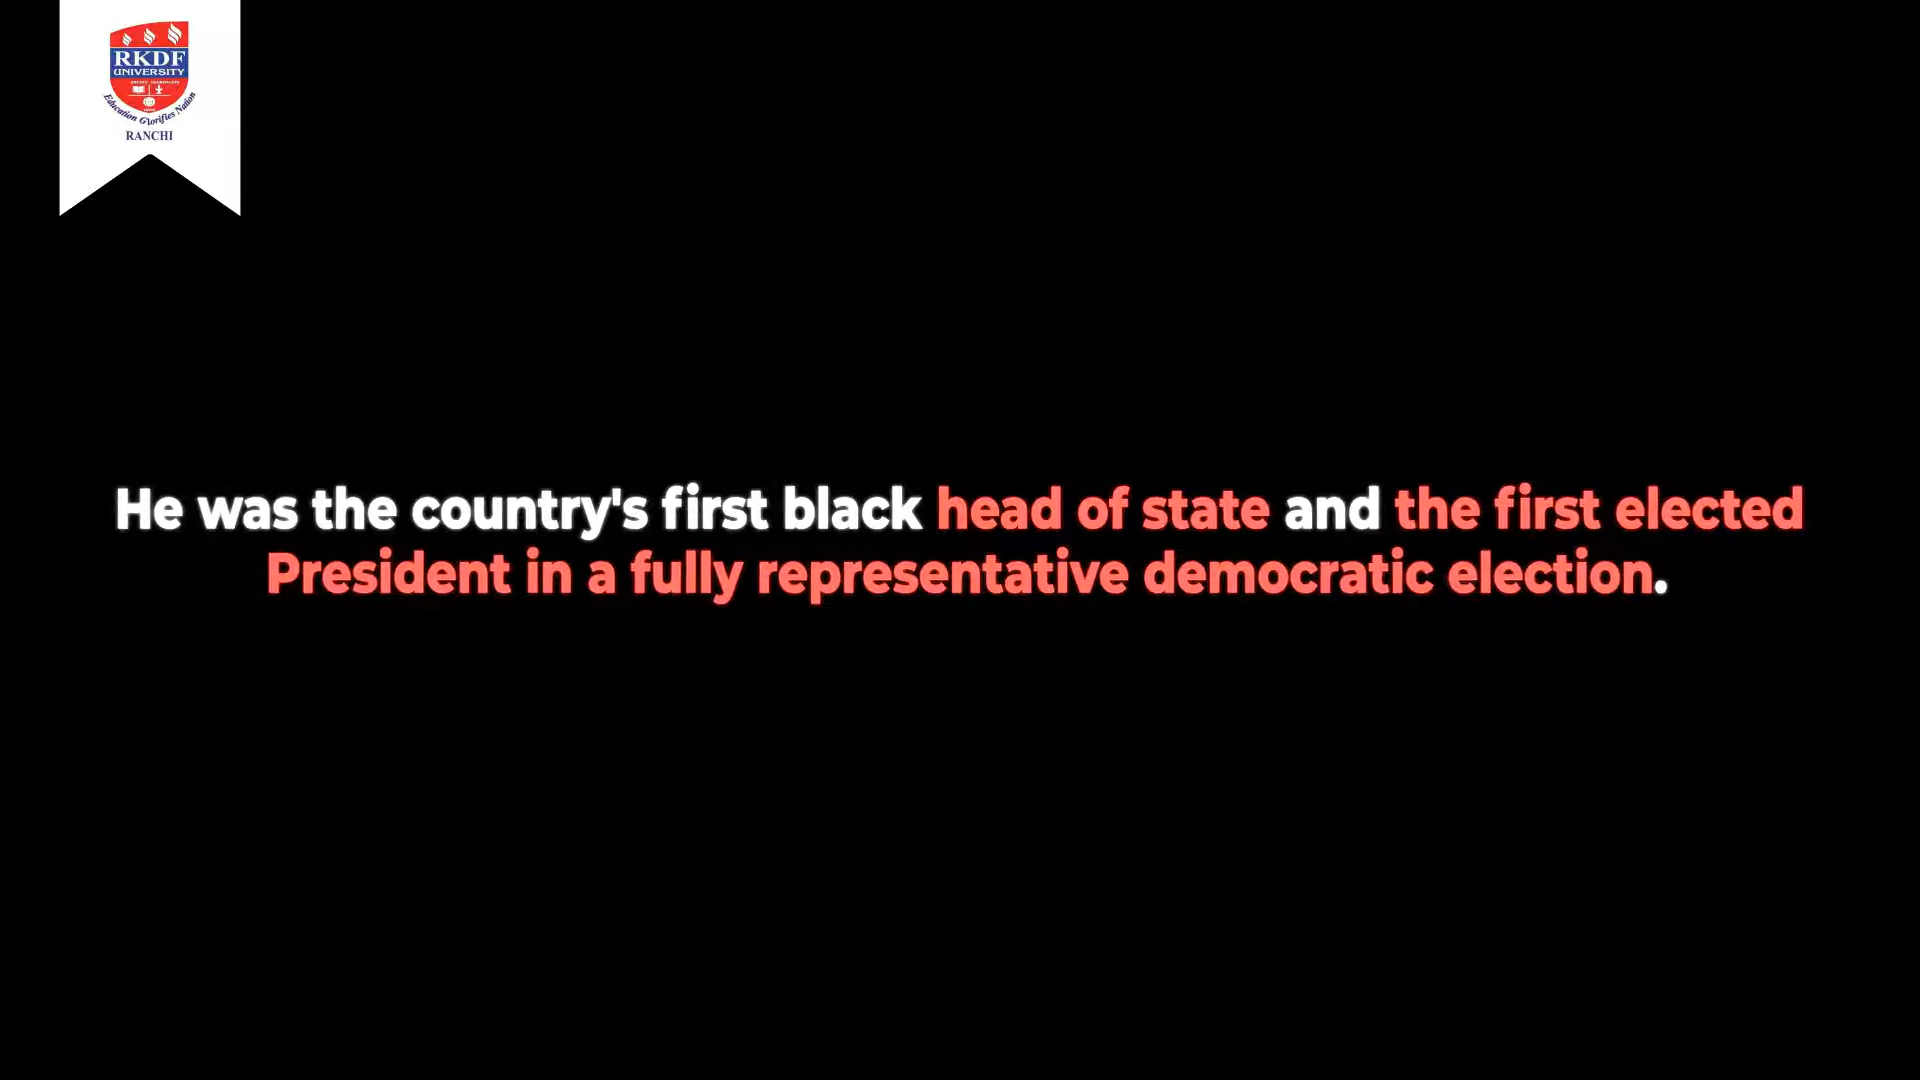 RKDF
UNIVERSITY
Education Glorifies Nation
RANCHI
He was the country's first black head of state and the first elected
President in a fully representative democratic election.